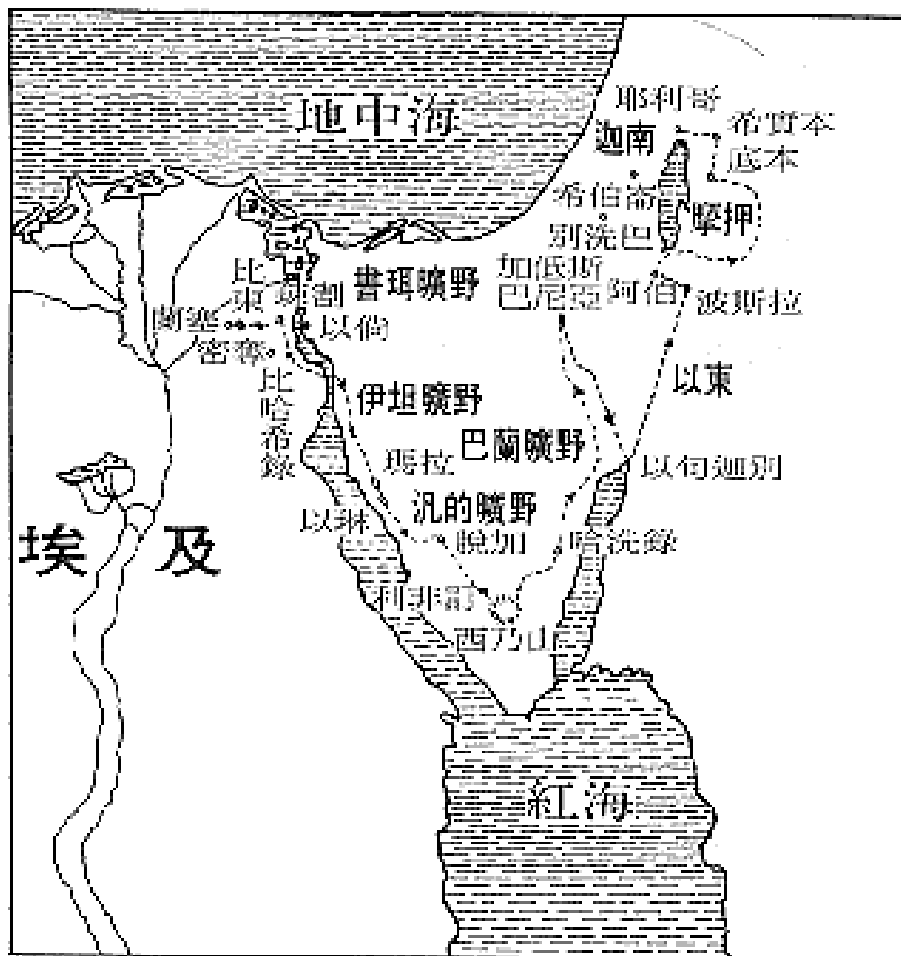 地中海
耶利哥
希實本
底本
迦南
希伯崙
別洗巴
摩押
加低斯
巴尼亞
阿伯
波斯拉
書珥曠野
比東
割
蘭塞
以倘
密奪
比哈希錄
伊坦曠野
以東
瑪拉
巴蘭曠野
以旬迦別
汎的曠野
以琳
脫加
哈洗錄
埃及
利非訂
西乃山
紅海